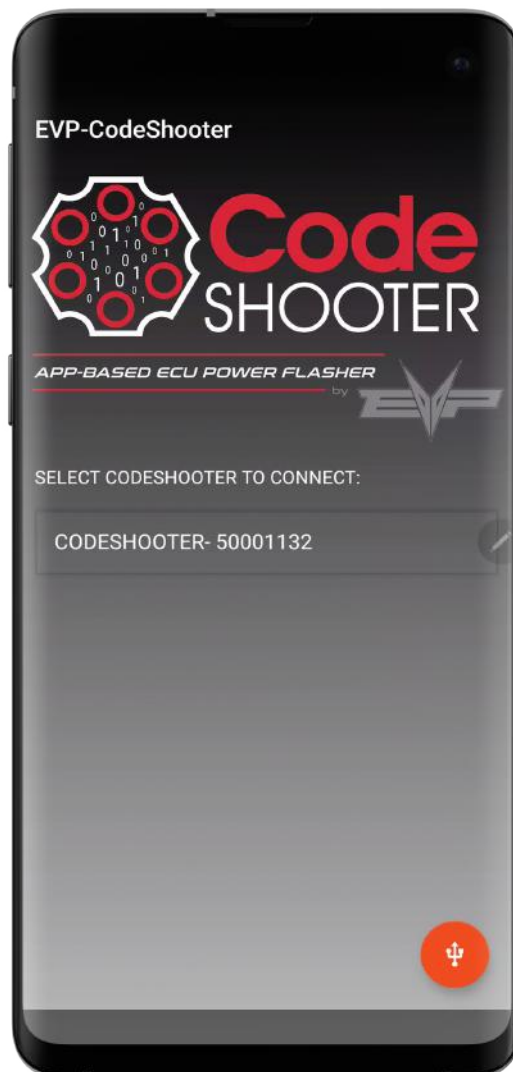 EVP-CodeShooter
Code
SHOOTER
APP-BASED ECU POWER FLASHER
by EVP
SELECT CODESHOOTER TO CONNECT:
CODESHOOTER- 50001132